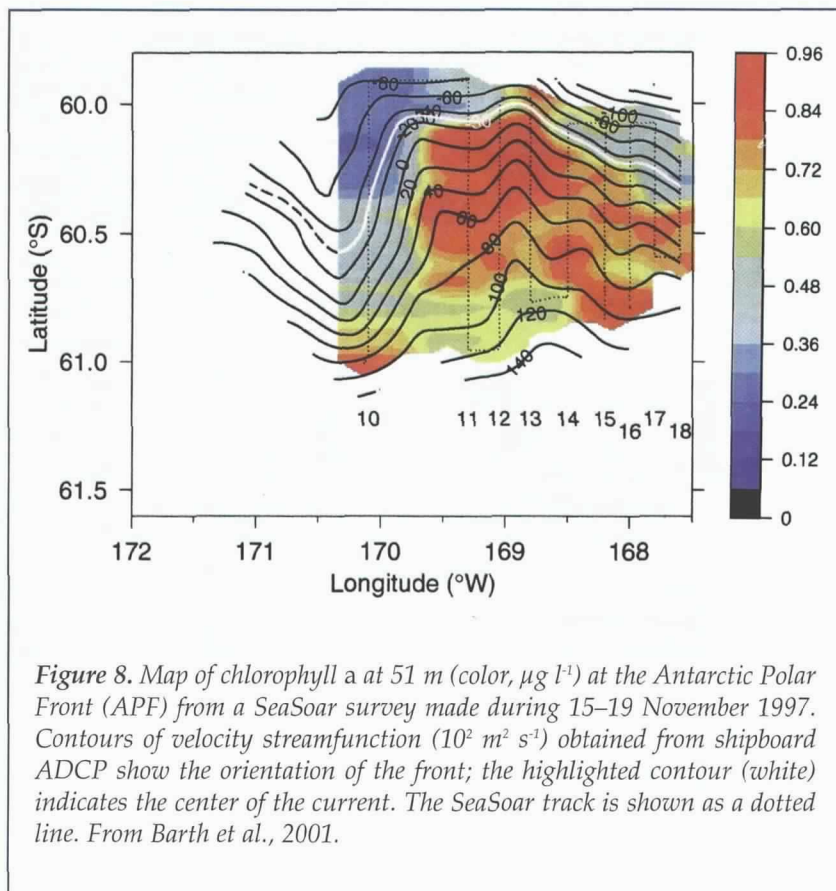 0.96
0.84
0.72
0.60
0.48
0.36
0.24
0.12
0
60.0
60.5
61.0
61.5
Latitude (°S)
-80
-60
-100
-20
0
20
40
60
80
100
120
140
10 11 12 13 14 15 16 17 18
172 171 170 169 168
Longitude (°W)
Figure 8. Map of chlorophyll a at 51 m (color, µg l⁻¹) at the Antarctic Polar
Front (APF) from a SeaSoar survey made during 15–19 November 1997.
Contours of velocity streamfunction (10² m² s⁻¹) obtained from shipboard
ADCP show the orientation of the front; the highlighted contour (white)
indicates the center of the current. The SeaSoar track is shown as a dotted
line. From Barth et al., 2001.